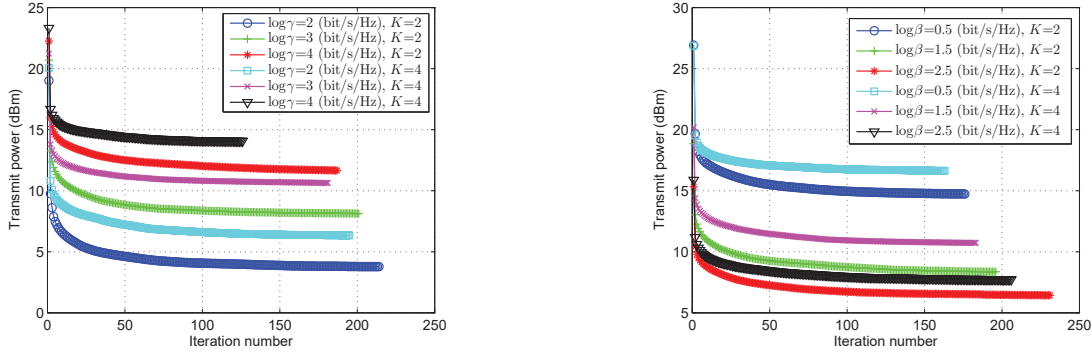 25
20
15
10
5
0
Transmit power (dBm)
logγ=2 (bit/s/Hz), K=2
logγ=3 (bit/s/Hz), K=2
logγ=4 (bit/s/Hz), K=2
logγ=2 (bit/s/Hz), K=4
logγ=3 (bit/s/Hz), K=4
logγ=4 (bit/s/Hz), K=4
0 50 100 150 200 250
Iteration number
30
25
20
15
10
5
Transmit power (dBm)
logβ=0.5 (bit/s/Hz), K=2
logβ=1.5 (bit/s/Hz), K=2
logβ=2.5 (bit/s/Hz), K=2
logβ=0.5 (bit/s/Hz), K=4
logβ=1.5 (bit/s/Hz), K=4
logβ=2.5 (bit/s/Hz), K=4
0 50 100 150 200 250
Iteration number